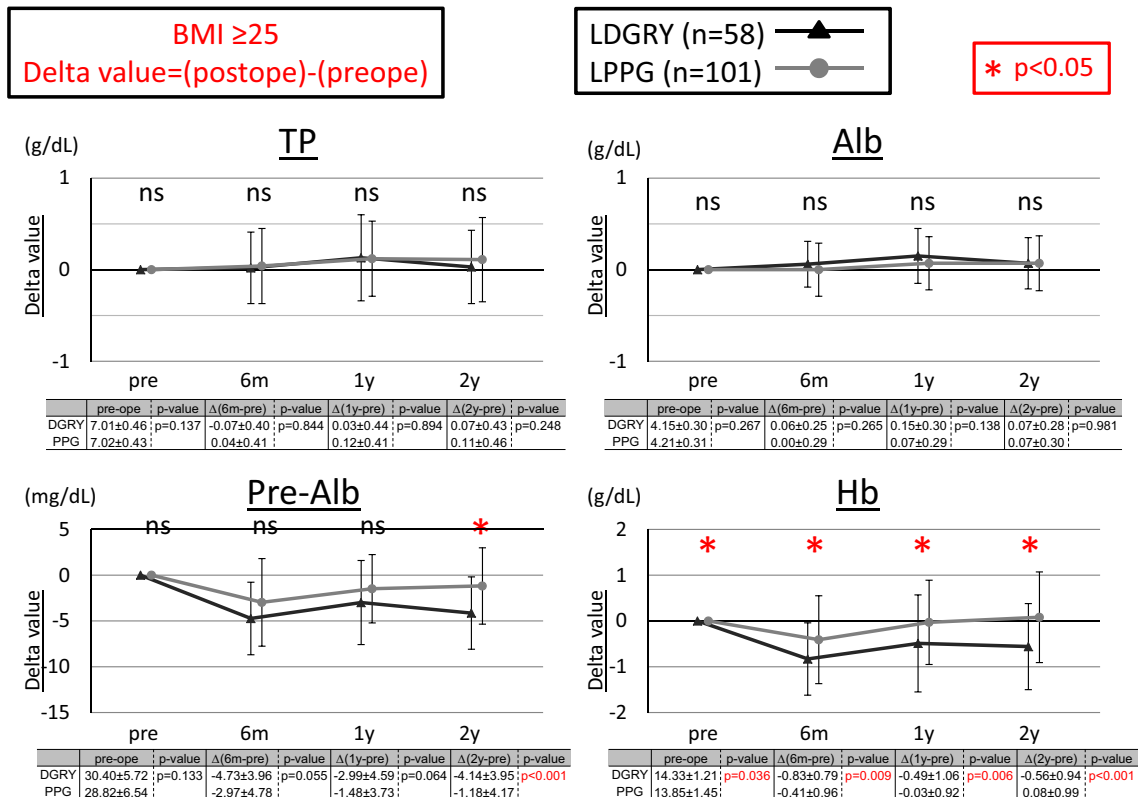 BMI ≥25
Delta value=(postope)-(preope)
LDGRY (n=58)
LPPG (n=101)
* p<0.05
(g/dL)
TP
1
0
-1
Delta value
ns ns ns ns
pre 6m 1y 2y
pre-ope p-value Δ(6m-pre) p-value Δ(1y-pre) p-value Δ(2y-pre) p-value
DGRY 7.01±0.46 p=0.137 -0.07±0.40 p=0.844 0.03±0.44 p=0.894 0.07±0.43 p=0.248
PPG 7.02±0.43 0.04±0.41 0.12±0.41 0.11±0.46
(g/dL)
Alb
1
0
-1
Delta value
ns ns ns ns
pre 6m 1y 2y
pre-ope p-value Δ(6m-pre) p-value Δ(1y-pre) p-value Δ(2y-pre) p-value
DGRY 4.15±0.30 p=0.267 0.06±0.25 p=0.265 0.15±0.30 p=0.138 0.07±0.28 p=0.981
PPG 4.21±0.31 0.00±0.29 0.07±0.29 0.07±0.30
(mg/dL)
Pre-Alb
5
0
-5
-10
-15
Delta value
ns ns ns *
pre 6m 1y 2y
pre-ope p-value Δ(6m-pre) p-value Δ(1y-pre) p-value Δ(2y-pre) p-value
DGRY 30.40±5.72 p=0.133 -4.73±3.96 p=0.055 -2.99±4.59 p=0.064 -4.14±3.95 p<0.001
PPG 28.82±6.54 -2.97±4.78 -1.48±3.73 -1.18±4.17
(g/dL)
Hb
2
1
0
-1
-2
Delta value
* * * *
pre 6m 1y 2y
pre-ope p-value Δ(6m-pre) p-value Δ(1y-pre) p-value Δ(2y-pre) p-value
DGRY 14.33±1.21 p=0.036 -0.83±0.79 p=0.009 -0.49±1.06 p=0.006 -0.56±0.94 p<0.001
PPG 13.85±1.45 -0.41±0.96 -0.03±0.92 0.08±0.99